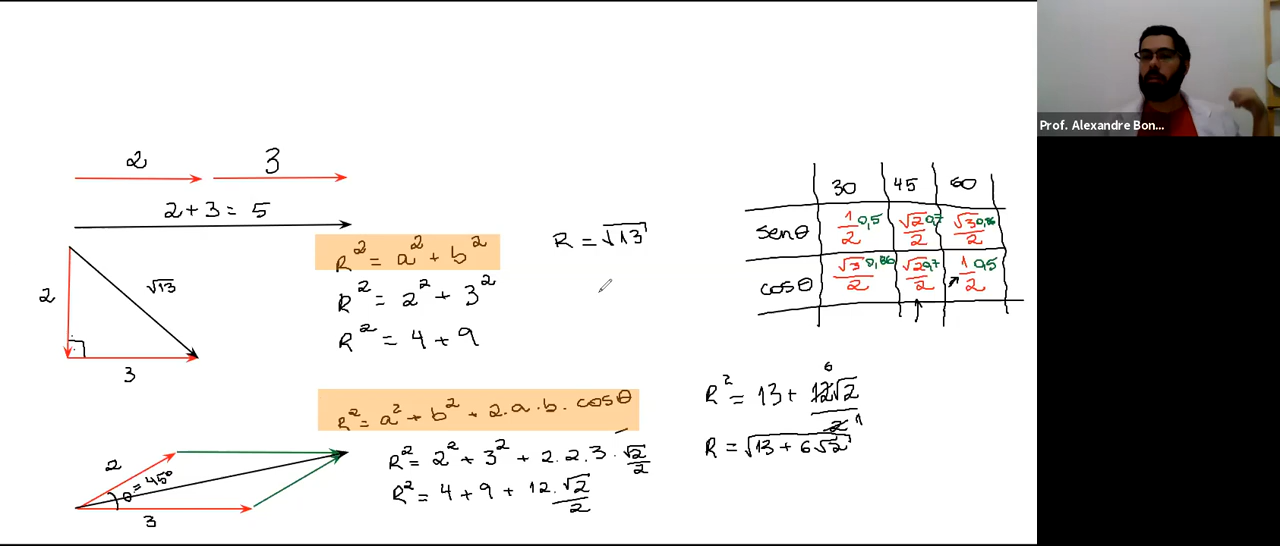 Prof. Alexandre Bon...
2 3
2 + 3 = 5
2
√13
3
R² = a² + b²
R² = 2² + 3²
R² = 4 + 9
R = √13
30 45 60
senθ 1/2 0,5 √2/2 0,7 √3/2 0,86
cosθ √3/2 0,86 √2/2 0,7 1/2 0,5
R² = a² + b² + 2.a.b.cosθ
R² = 2² + 3² + 2.2.3.√2/2
R² = 4 + 9 + 12.√2/2
2
θ = 45°
3
6
R² = 13 + 12√2/2 1
R = √13 + 6√2